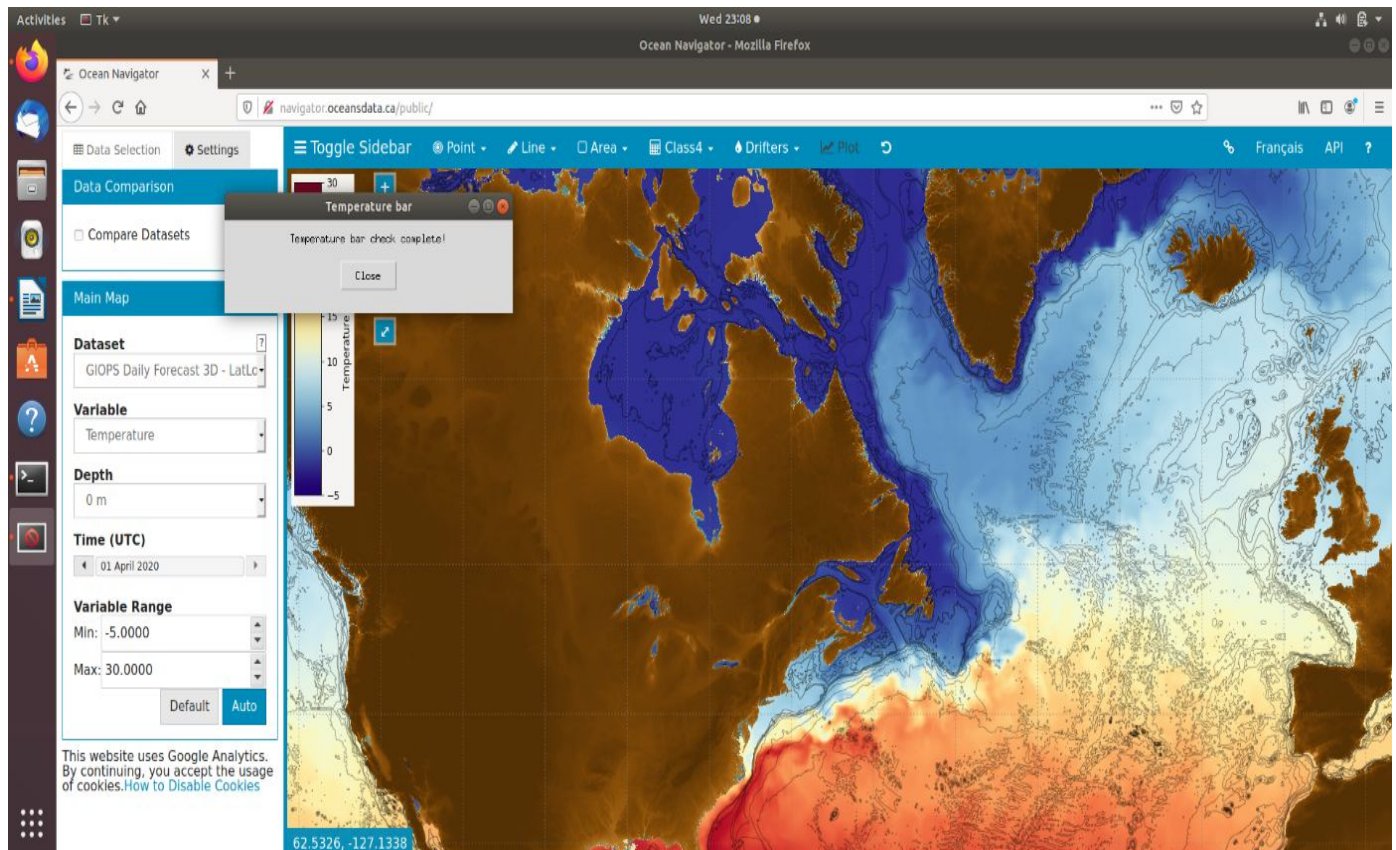 Activities Tk Wed 23:08
Ocean Navigator - Mozilla Firefox
Ocean Navigator
navigator.oceansdata.ca/public/
Data Selection Settings
Toggle Sidebar Point Line Area Class4 Drifters Plot Français API ?
Data Comparison
Compare Datasets
Temperature bar
Temperature bar check complete!
Close
30
15
10
5
0
-5
Temperature
Main Map
Dataset ?
GIOPS Daily Forecast 3D - LatLo
Variable
Temperature
Depth
0 m
Time (UTC)
01 April 2020
Variable Range
Min: -5.0000
Max: 30.0000
Default Auto
This website uses Google Analytics.
By continuing, you accept the usage
of cookies.How to Disable Cookies
62.5326, -127.1338